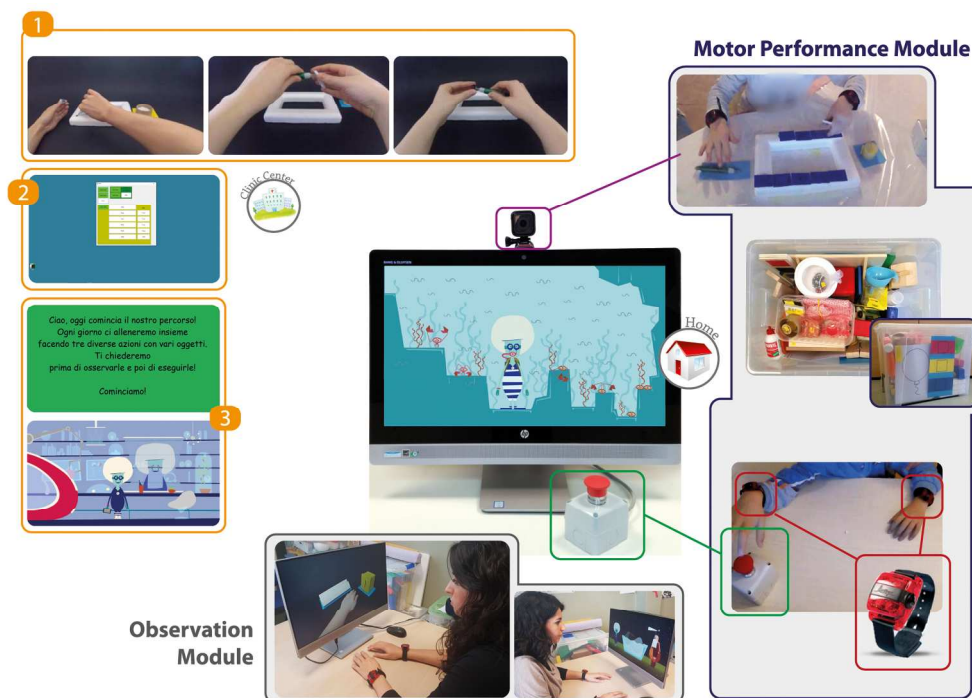 1
Motor Performance Module
2
Clinic Center
Ciao, oggi comincia il nostro percorso!
Ogni giorno ci alleneremo insieme
facendo tre diverse azioni con vari oggetti.
Ti chiederemo
prima di osservarle e poi di eseguirle!
Cominciamo!
3
Home
hp
Observation
Module